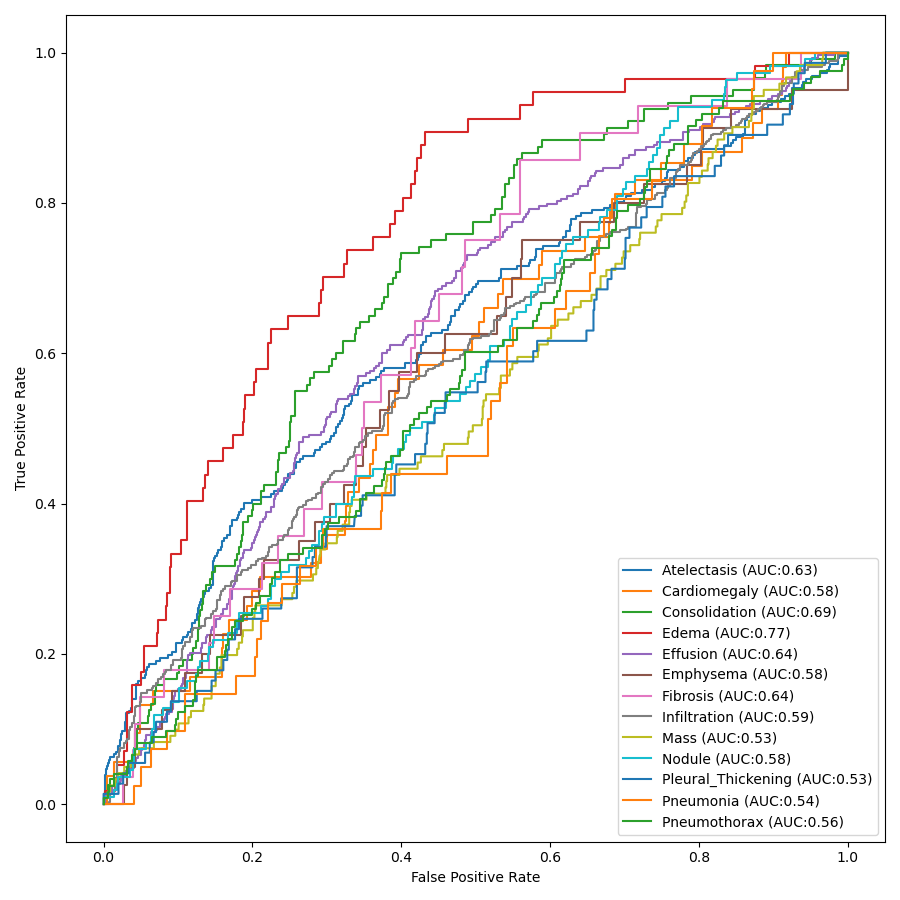 1.0
0.8
0.6
0.4
0.2
0.0
True Positive Rate
0.0 0.2 0.4 0.6 0.8 1.0
False Positive Rate
Atelectasis (AUC:0.63)
Cardiomegaly (AUC:0.58)
Consolidation (AUC:0.69)
Edema (AUC:0.77)
Effusion (AUC:0.64)
Emphysema (AUC:0.58)
Fibrosis (AUC:0.64)
Infiltration (AUC:0.59)
Mass (AUC:0.53)
Nodule (AUC:0.58)
Pleural_Thickening (AUC:0.53)
Pneumonia (AUC:0.54)
Pneumothorax (AUC:0.56)